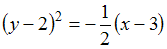 (y − 2)² = −1/2(x − 3)